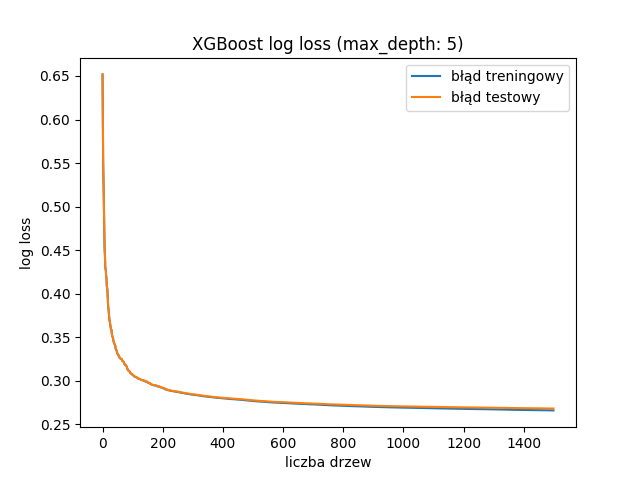 XGBoost log loss (max_depth: 5)
błąd treningowy
błąd testowy
log loss
0.65
0.60
0.55
0.50
0.45
0.40
0.35
0.30
0.25
0 200 400 600 800 1000 1200 1400
liczba drzew